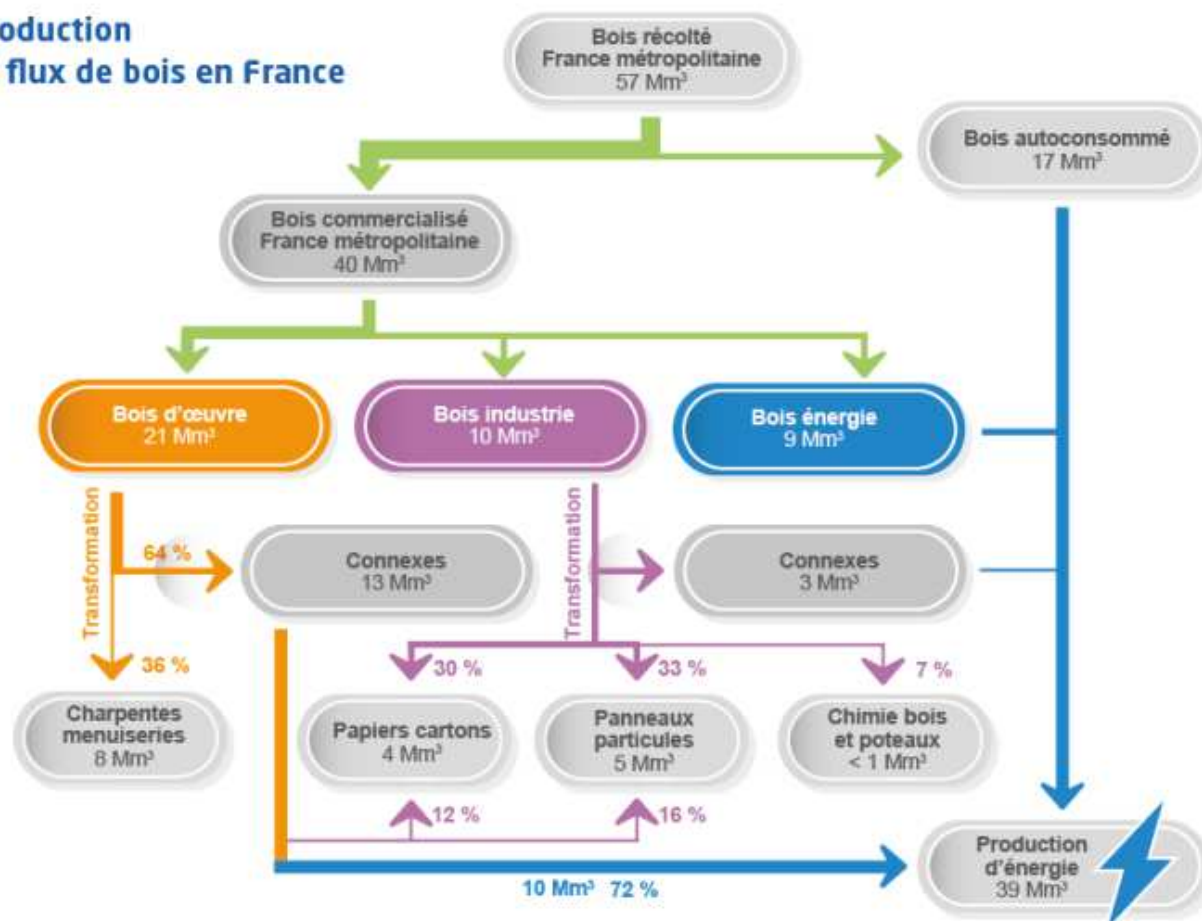 oduction
flux de bois en France
Bois récolté
France métropolitaine
57 Mm³
Bois autoconsommé
17 Mm³
Bois commercialisé
France métropolitaine
40 Mm³
Bois d'œuvre
21 Mm³
Bois industrie
10 Mm³
Bois énergie
9 Mm³
Transformation
64 %
Connexes
13 Mm³
Transformation
Connexes
3 Mm³
36 %
30 %
33 %
7 %
Charpentes
menuiseries
8 Mm³
Papiers cartons
4 Mm³
Panneaux
particules
5 Mm³
Chimie bois
et poteaux
< 1 Mm³
12 %
16 %
Production
d'énergie
39 Mm³
10 Mm³ 72 %